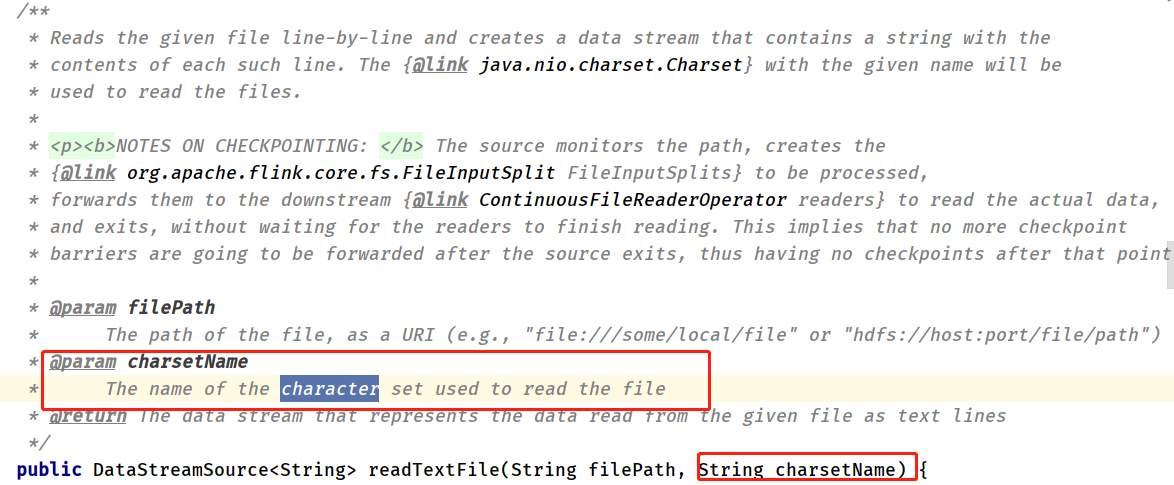 /**
* Reads the given file line-by-line and creates a data stream that contains a string with the
* contents of each such line. The {@link java.nio.charset.Charset} with the given name will be
* used to read the files.
*
* <p><b>NOTES ON CHECKPOINTING: </b> The source monitors the path, creates the
* {@link org.apache.flink.core.fs.FileInputSplit FileInputSplits} to be processed,
* forwards them to the downstream {@link ContinuousFileReaderOperator readers} to read the actual data,
* and exits, without waiting for the readers to finish reading. This implies that no more checkpoint
* barriers are going to be forwarded after the source exits, thus having no checkpoints after that point
*
* @param filePath
* The path of the file, as a URI (e.g., "file:///some/local/file" or "hdfs://host:port/file/path")
* @param charsetName
* The name of the character set used to read the file
* @return The data stream that represents the data read from the given file as text lines
*/
public DataStreamSource<String> readTextFile(String filePath, String charsetName) {